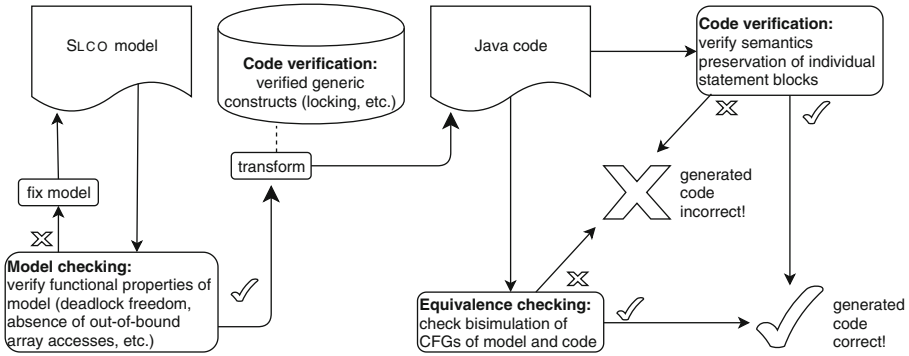 SLCO model
Code verification:
verified generic
constructs (locking, etc.)
Java code
Code verification:
verify semantics
preservation of individual
statement blocks
transform
fix model
generated
code
incorrect!
Model checking:
verify functional properties of
model (deadlock freedom,
absence of out-of-bound
array accesses, etc.)
Equivalence checking:
check bisimulation of
CFGs of model and code
generated
code
correct!